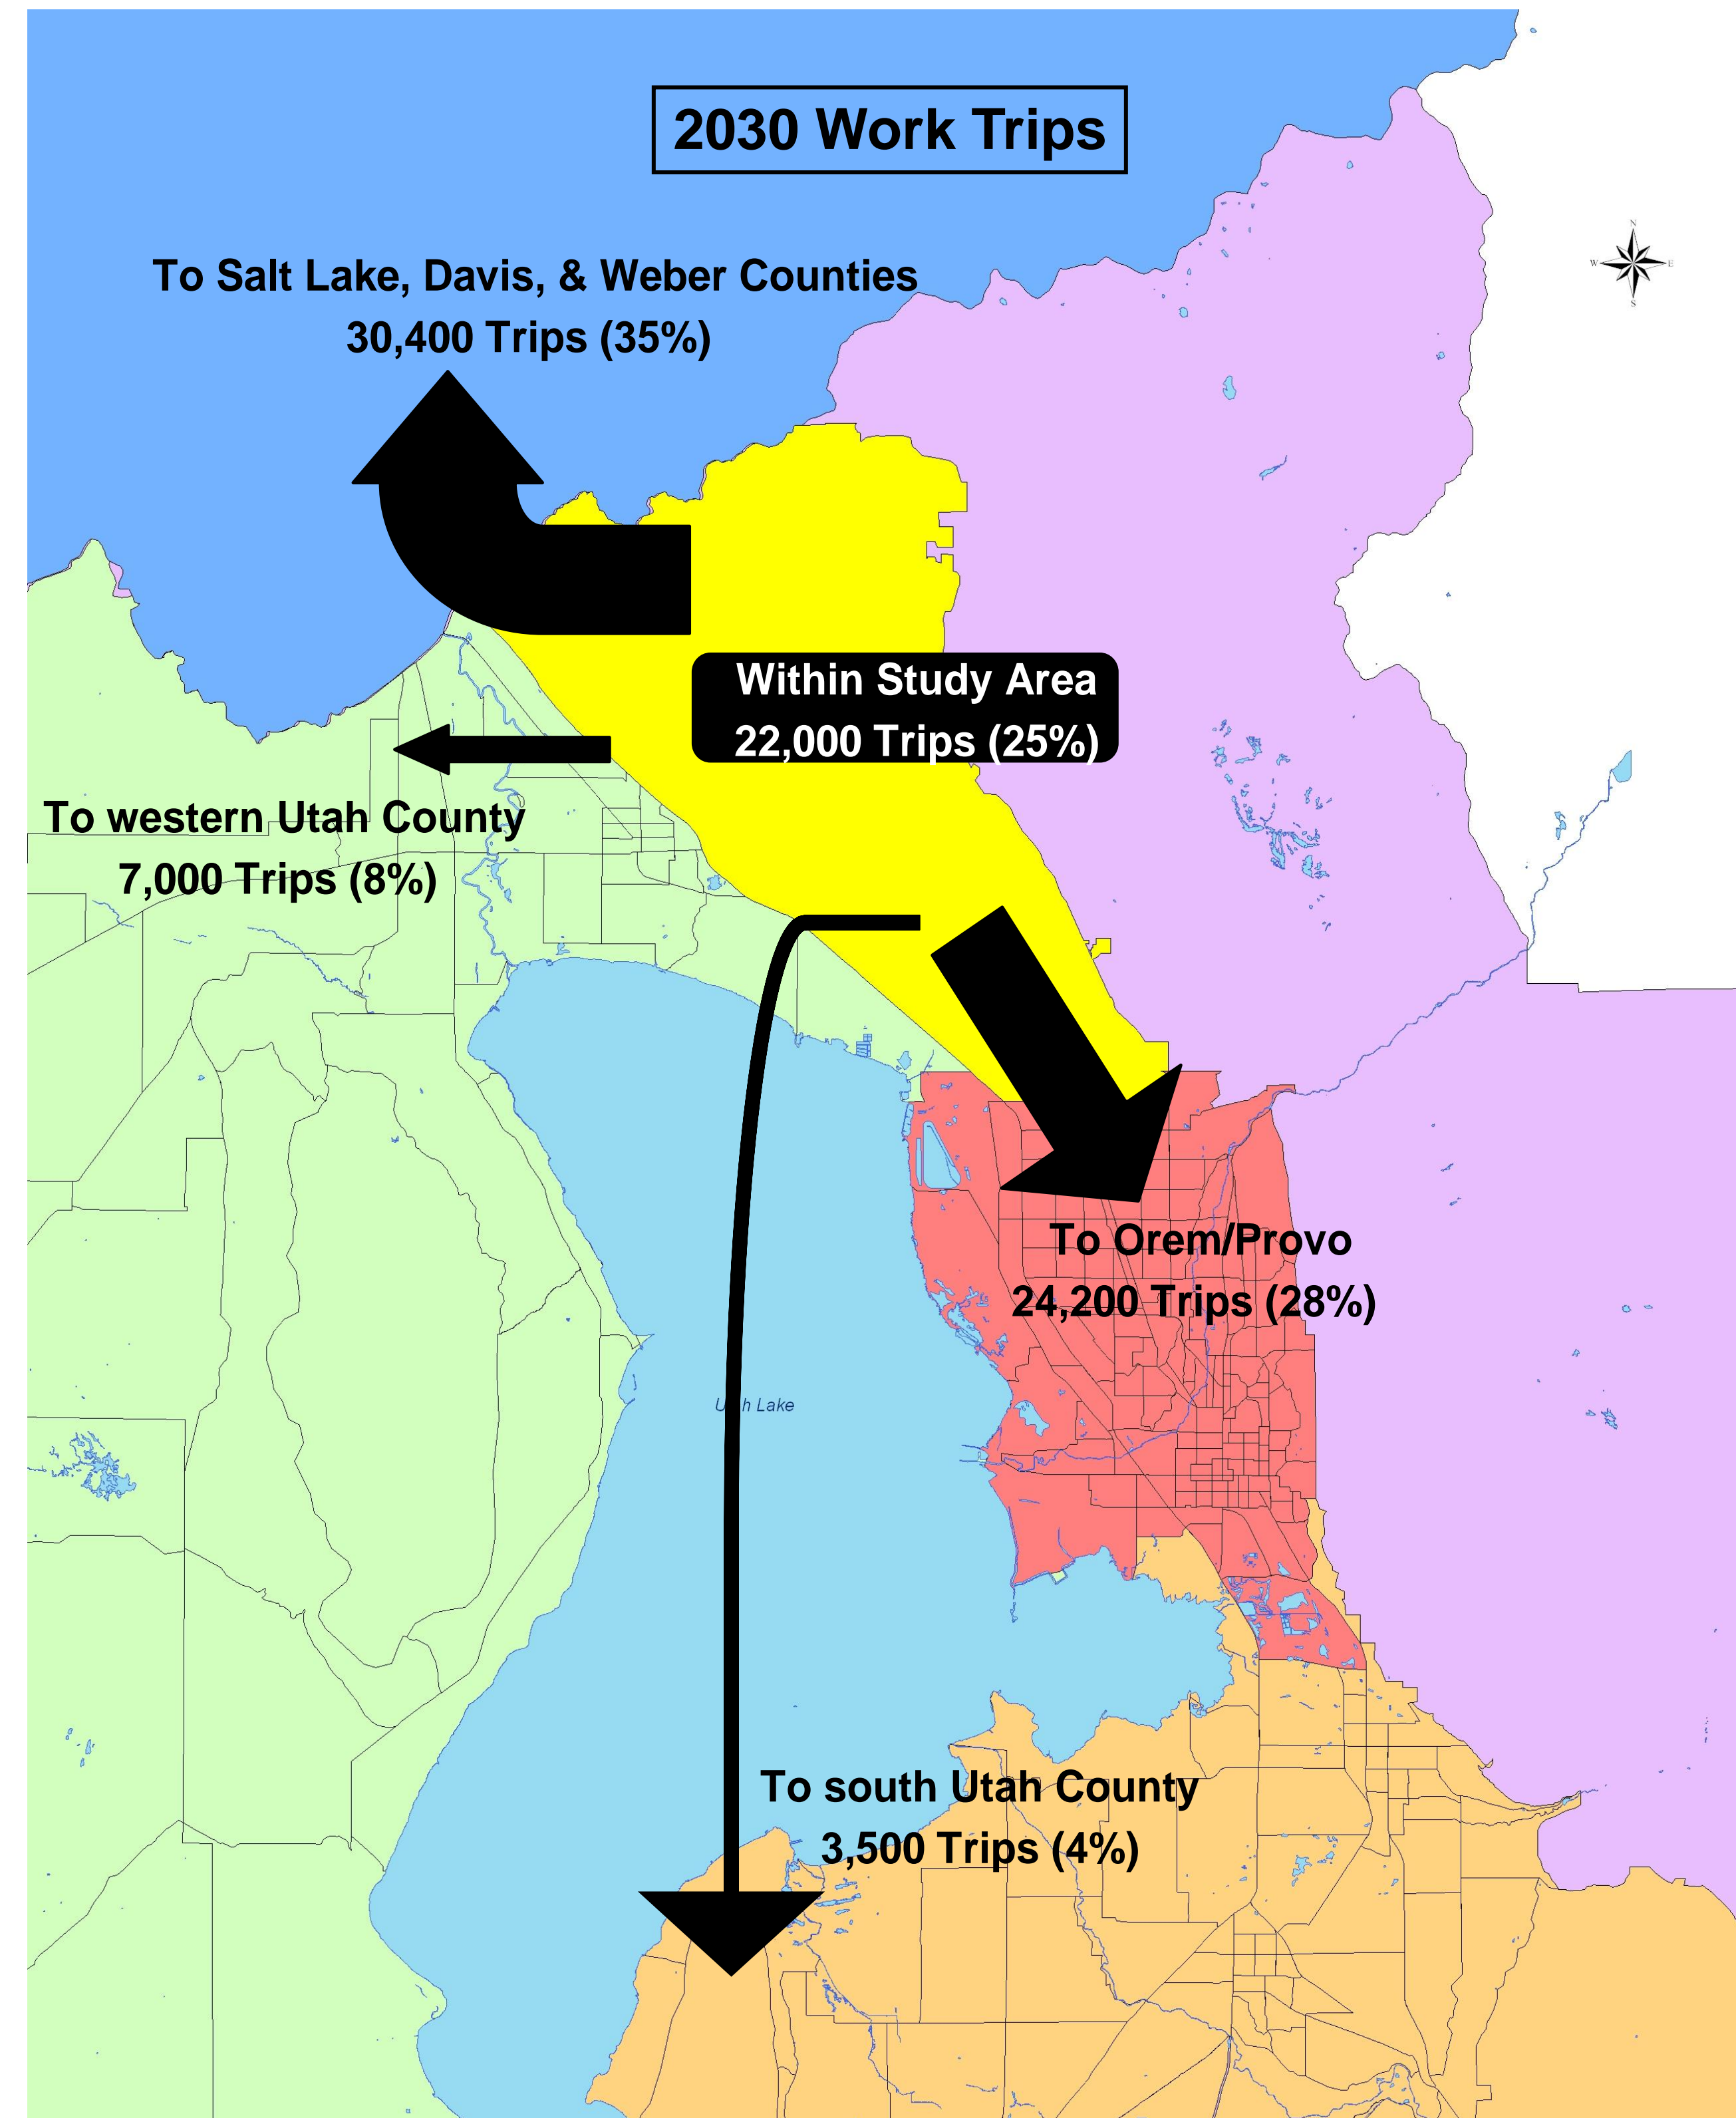 2030 Work Trips
N
W
E
S
To Salt Lake, Davis, & Weber Counties
30,400 Trips (35%)
Within Study Area
22,000 Trips (25%)
To western Utah County
7,000 Trips (8%)
To Orem/Provo
24,200 Trips (28%)
Utah Lake
To south Utah County
3,500 Trips (4%)